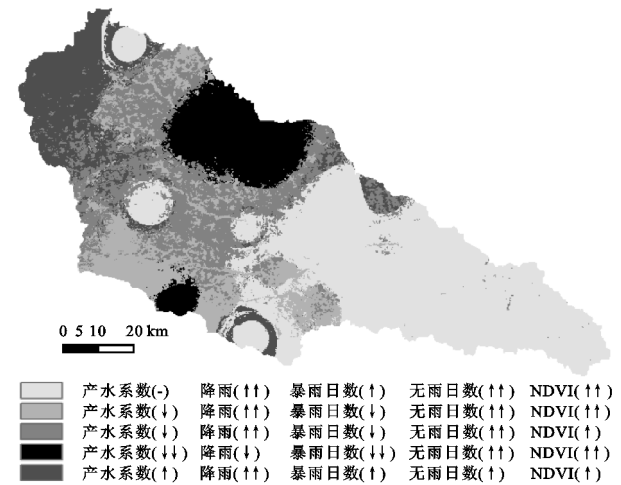 0 5 10 20 km
产水系数(-) 降雨(↑↑) 暴雨日数(↑) 无雨日数(↑↑) NDVI(↑↑)
产水系数(↓) 降雨(↑↑) 暴雨日数(↓) 无雨日数(↑↑) NDVI(↑↑)
产水系数(↓) 降雨(↑↑) 暴雨日数(↓) 无雨日数(↑↑) NDVI(↑)
产水系数(↓↓) 降雨(↓) 暴雨日数(↓↓) 无雨日数(↑↑) NDVI(↑↑)
产水系数(↑) 降雨(↑↑) 暴雨日数(↑) 无雨日数(↑) NDVI(↑)